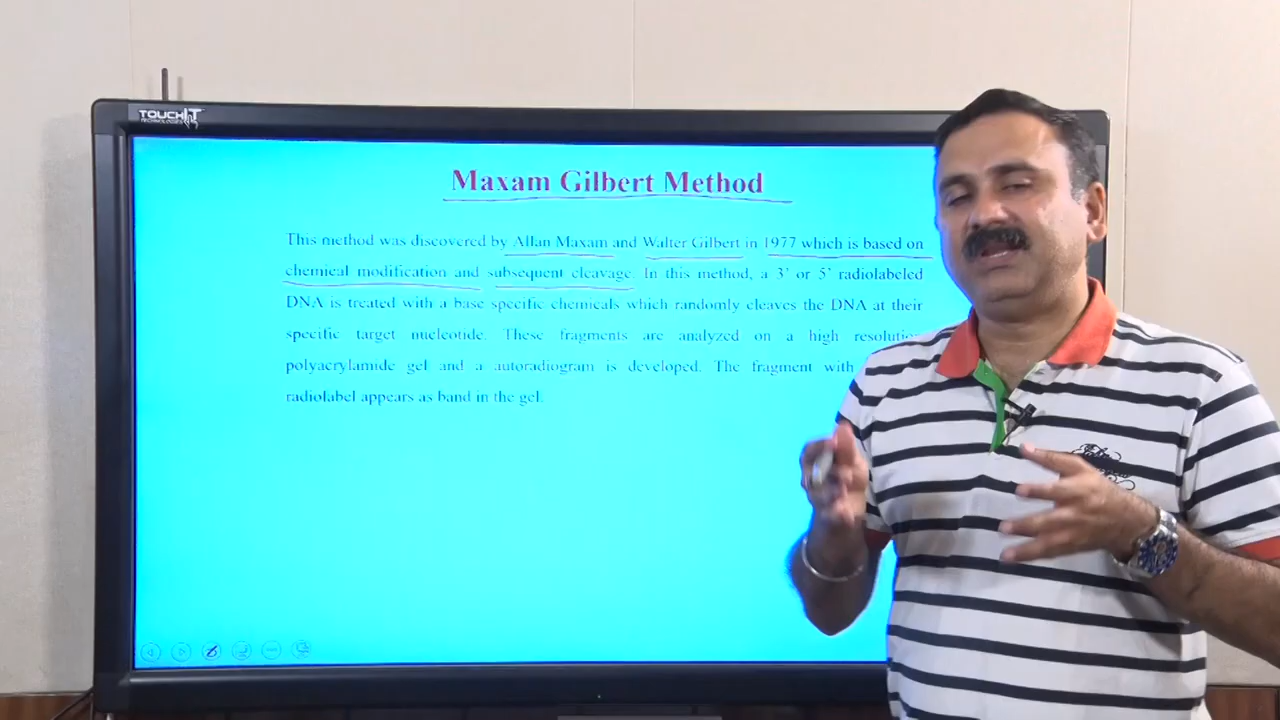 TOUCHIT
TECHNOLOGIES
Maxam Gilbert Method
This method was discovered by Allan Maxam and Walter Gilbert in 1977 which is based on
chemical modification and subsequent cleavage. In this method, a 3' or 5' radiolabeled
DNA is treated with a base specific chemicals which randomly cleaves the DNA at their
specific target nucleotide. These fragments are analyzed on a high resolution
polyacrylamide gel and a autoradiogram is developed. The fragment with
radiolabel appears as band in the gel.